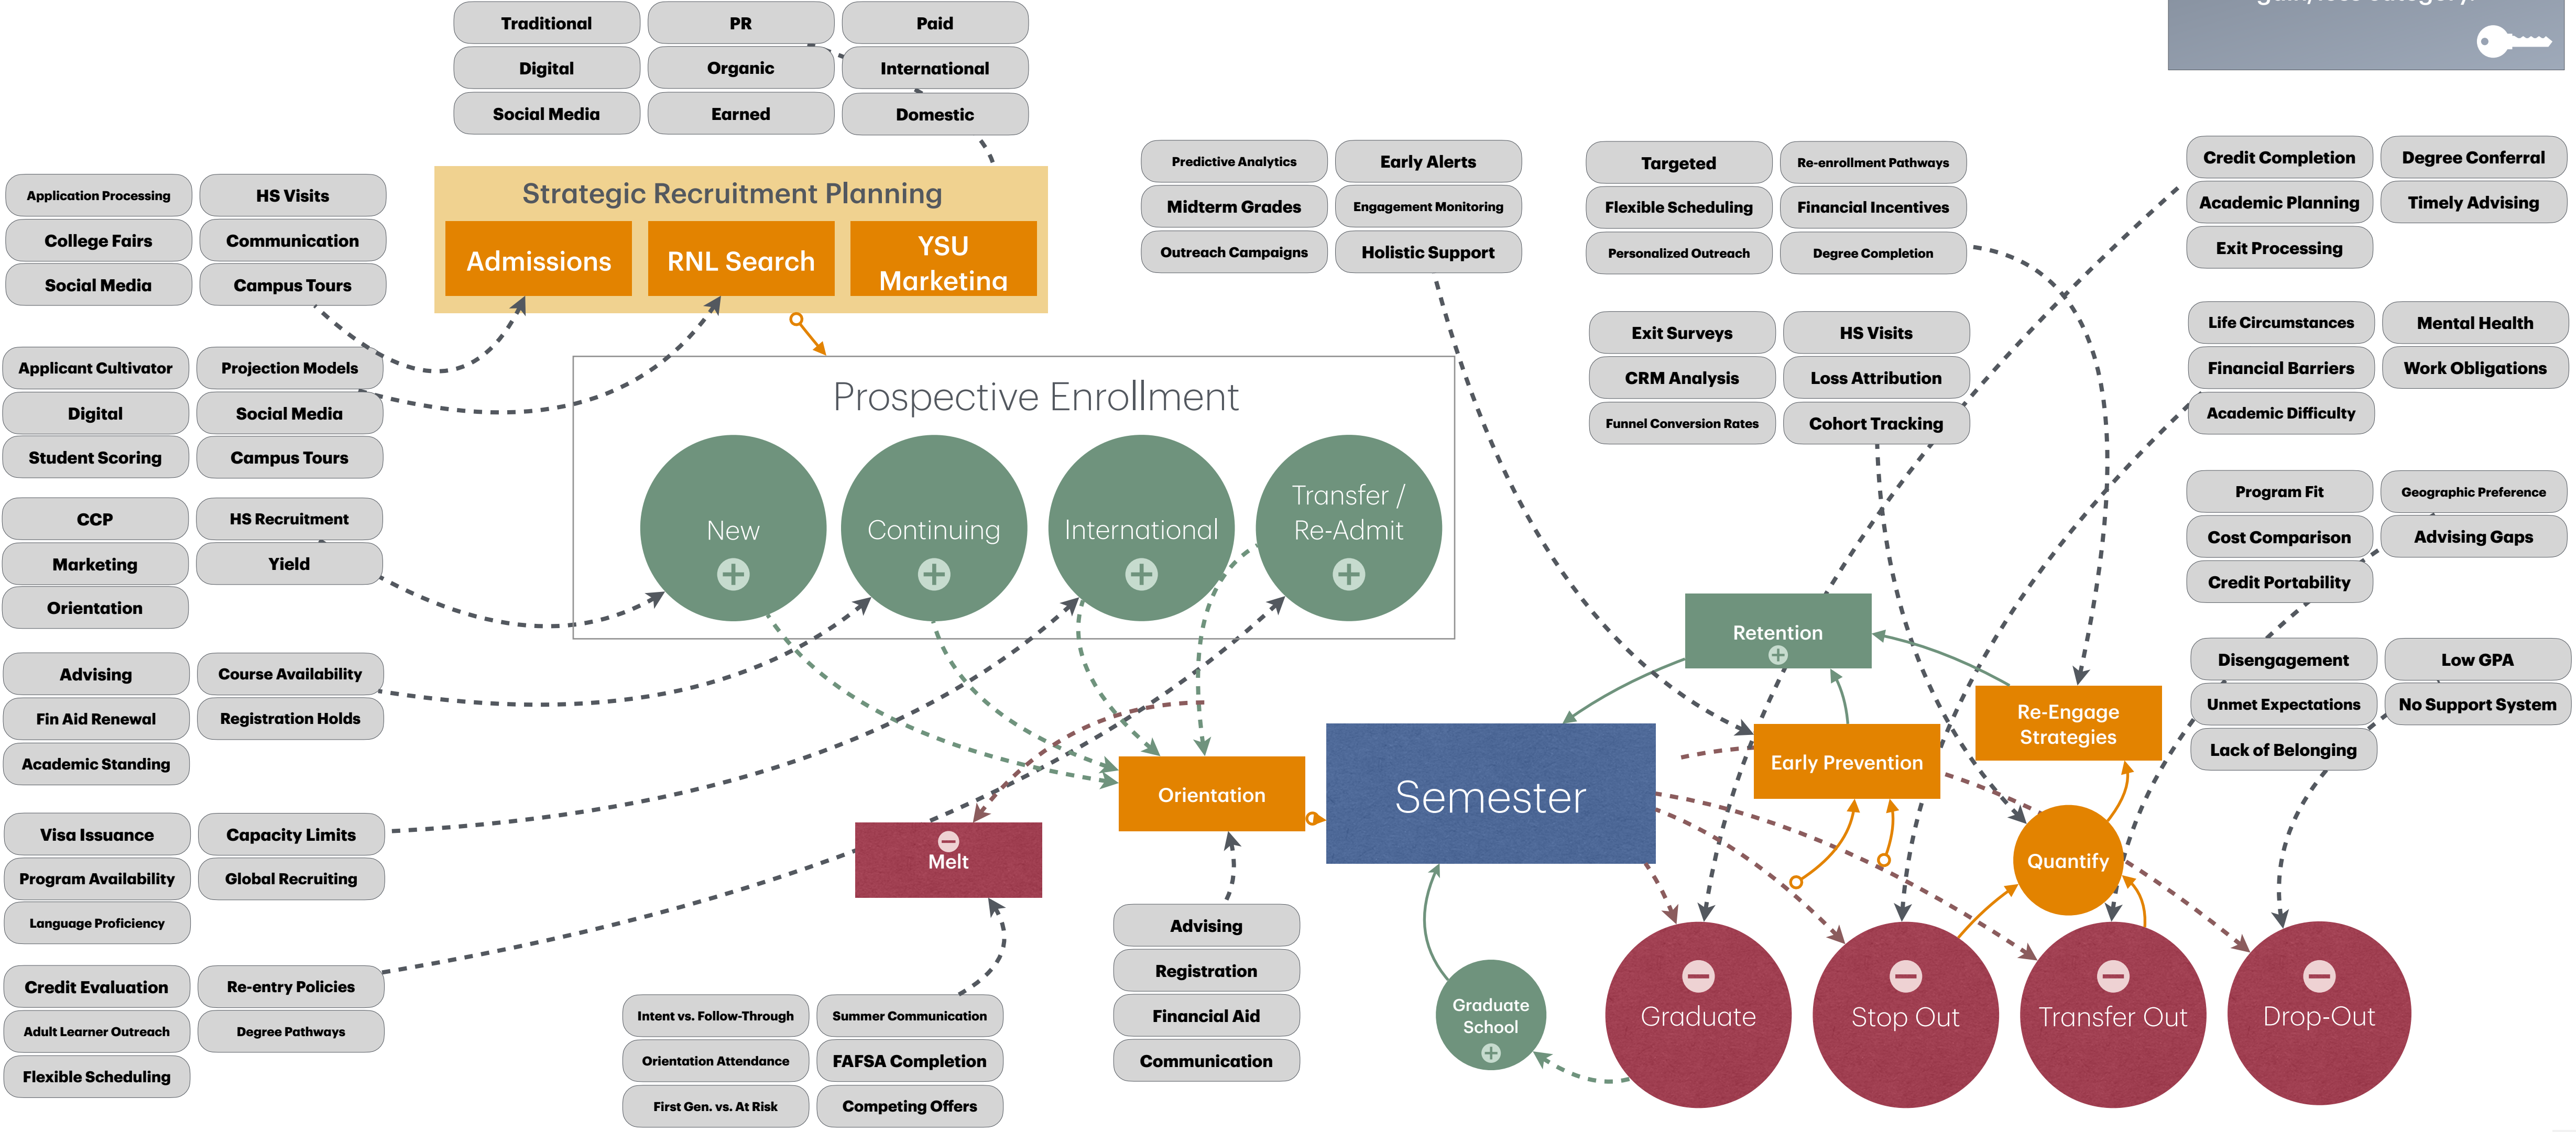 gain/loss category.
Traditional
PR
Paid
Digital
Organic
International
Social Media
Earned
Domestic
Application Processing
HS Visits
College Fairs
Communication
Social Media
Campus Tours
Strategic Recruitment Planning
Admissions
RNL Search
YSU
Marketing
Predictive Analytics
Early Alerts
Midterm Grades
Engagement Monitoring
Outreach Campaigns
Holistic Support
Targeted
Re-enrollment Pathways
Flexible Scheduling
Financial Incentives
Personalized Outreach
Degree Completion
Credit Completion
Degree Conferral
Academic Planning
Timely Advising
Exit Processing
Applicant Cultivator
Projection Models
Digital
Social Media
Student Scoring
Campus Tours
Exit Surveys
HS Visits
CRM Analysis
Loss Attribution
Funnel Conversion Rates
Cohort Tracking
Life Circumstances
Mental Health
Financial Barriers
Work Obligations
Academic Difficulty
Prospective Enrollment
New
Continuing
International
Transfer /
Re-Admit
CCP
HS Recruitment
Marketing
Yield
Orientation
Program Fit
Geographic Preference
Cost Comparison
Advising Gaps
Credit Portability
Advising
Course Availability
Fin Aid Renewal
Registration Holds
Academic Standing
Retention
Disengagement
Low GPA
Unmet Expectations
No Support System
Lack of Belonging
Re-Engage
Strategies
Early Prevention
Orientation
Semester
Visa Issuance
Capacity Limits
Program Availability
Global Recruiting
Language Proficiency
Melt
Quantify
Credit Evaluation
Re-entry Policies
Adult Learner Outreach
Degree Pathways
Flexible Scheduling
Intent vs. Follow-Through
Summer Communication
Orientation Attendance
FAFSA Completion
First Gen. vs. At Risk
Competing Offers
Advising
Registration
Financial Aid
Communication
Graduate
School
Graduate
Stop Out
Transfer Out
Drop-Out